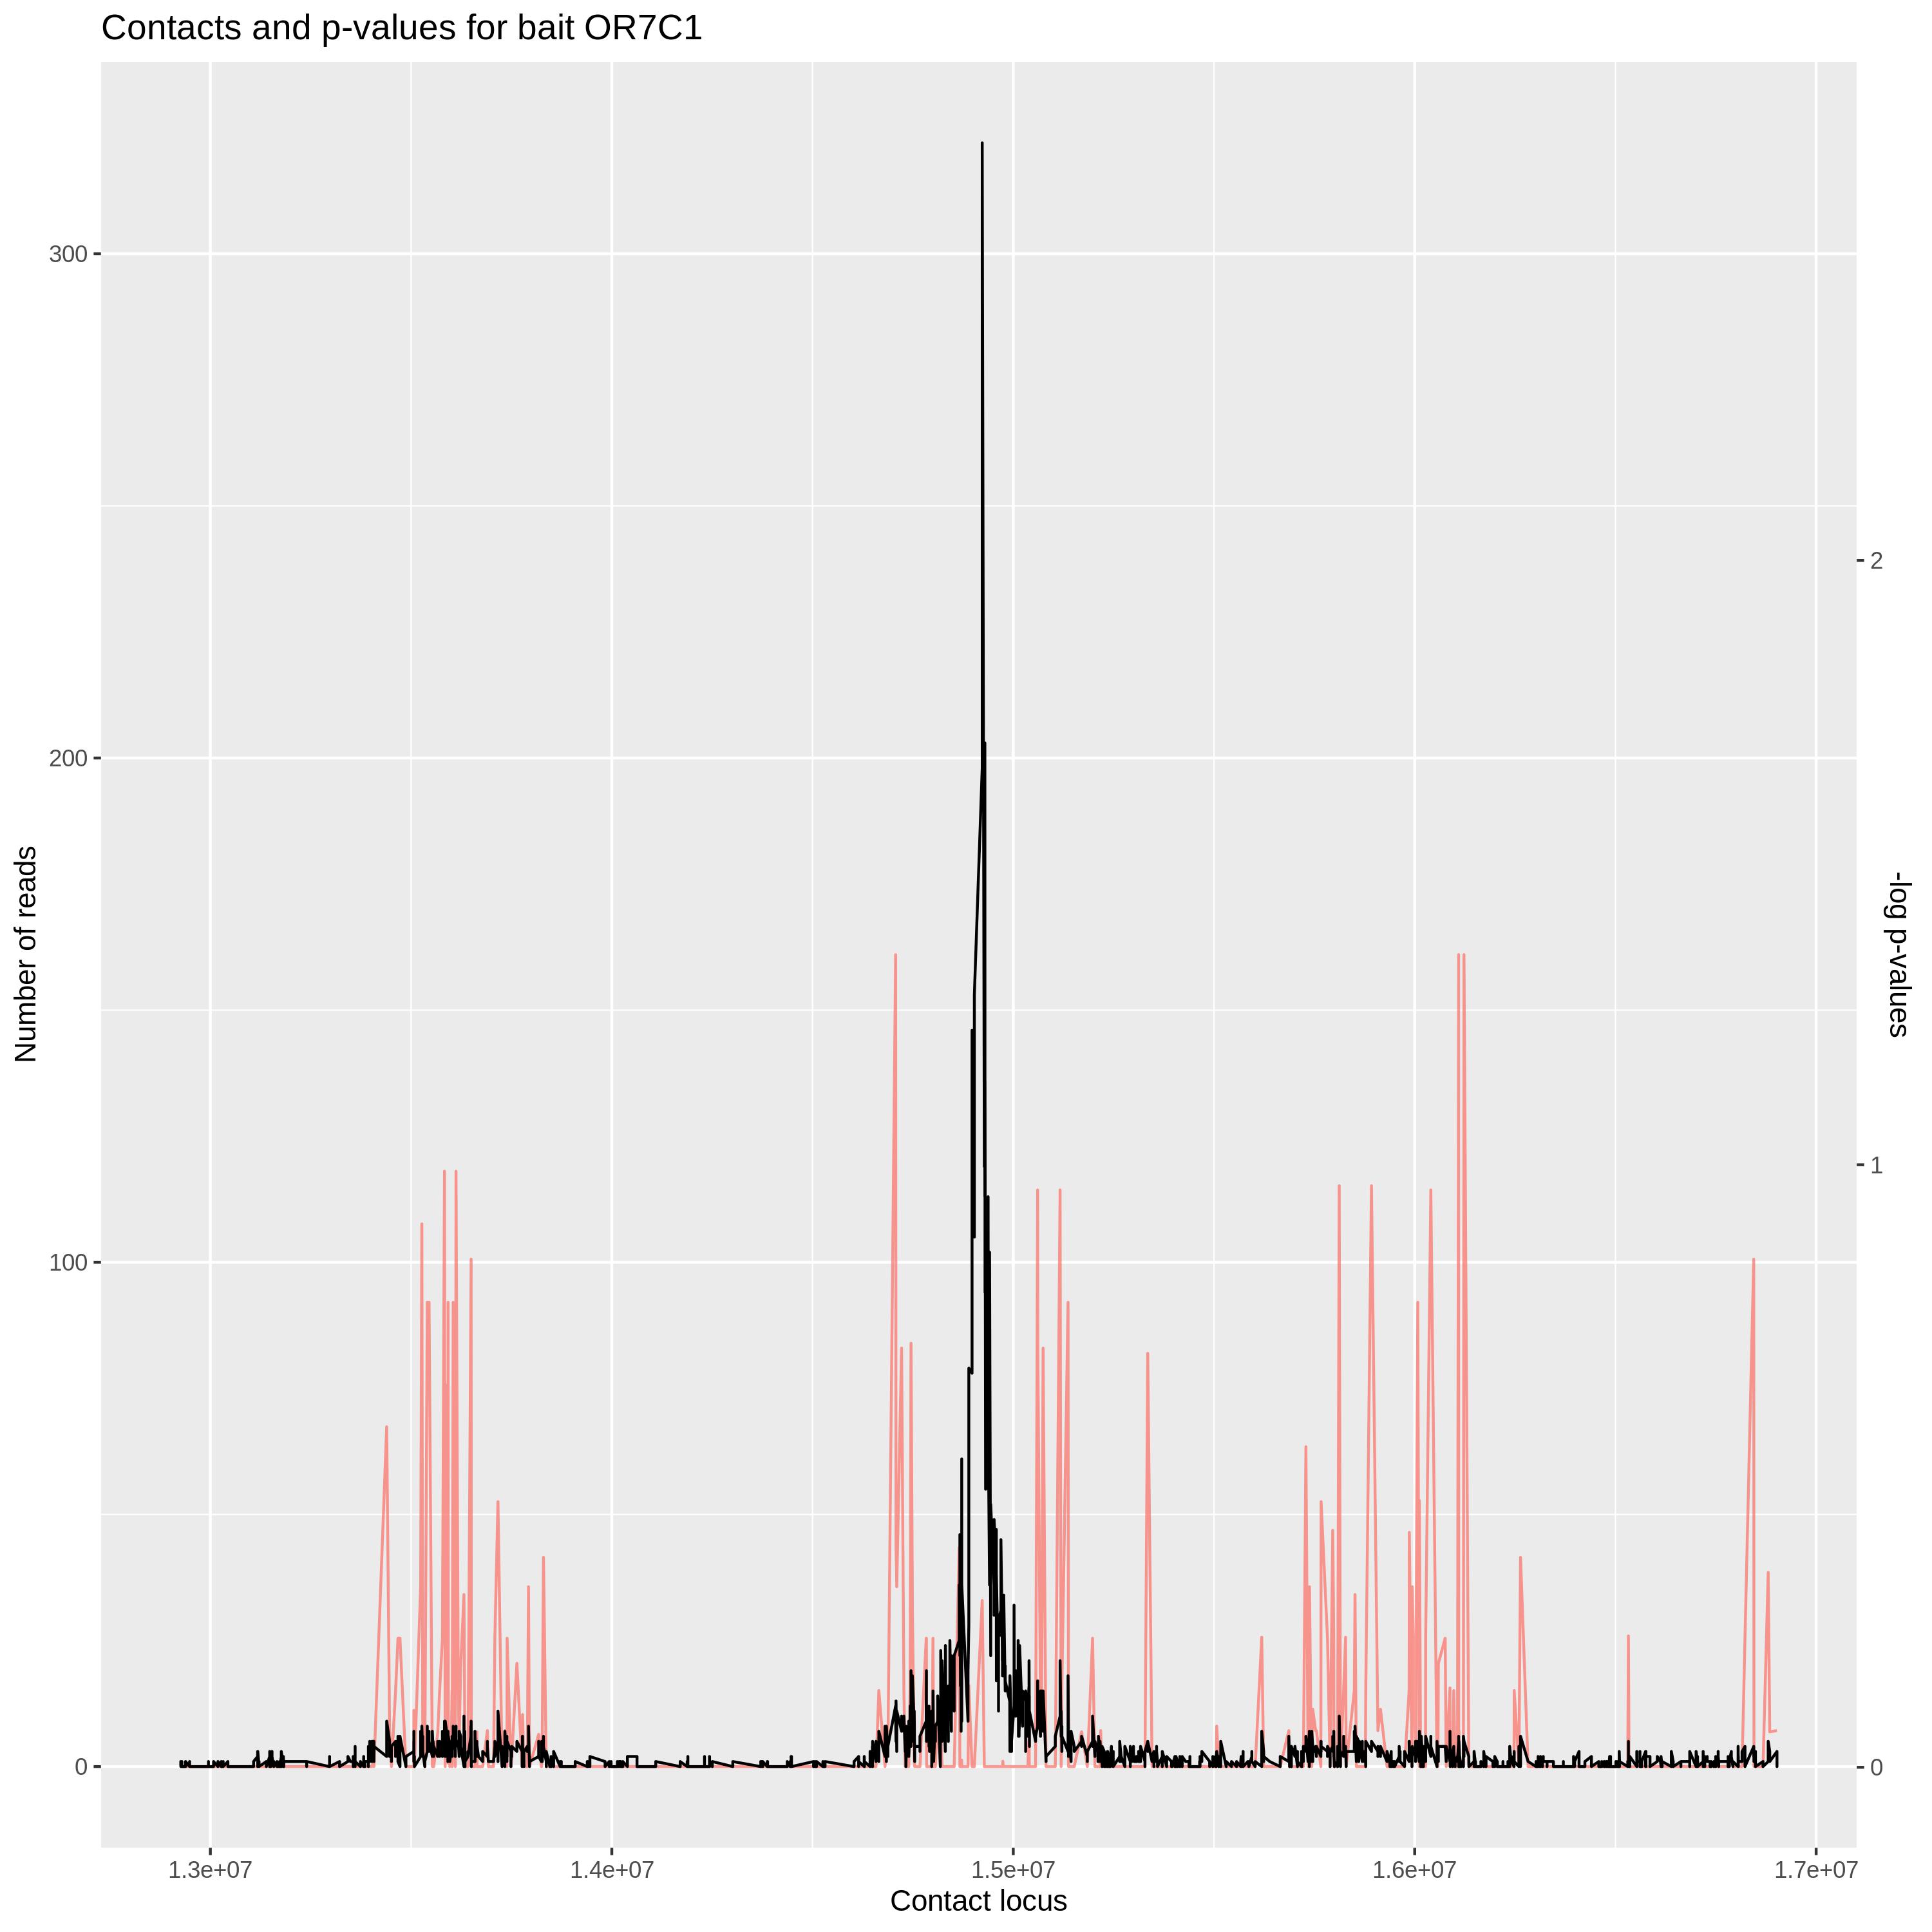 Contacts and p-values for bait OR7C1
300
200
100
0
Number of reads
2
1
0
-log p-values
1.3e+07
1.4e+07
1.5e+07
1.6e+07
1.7e+07
Contact locus